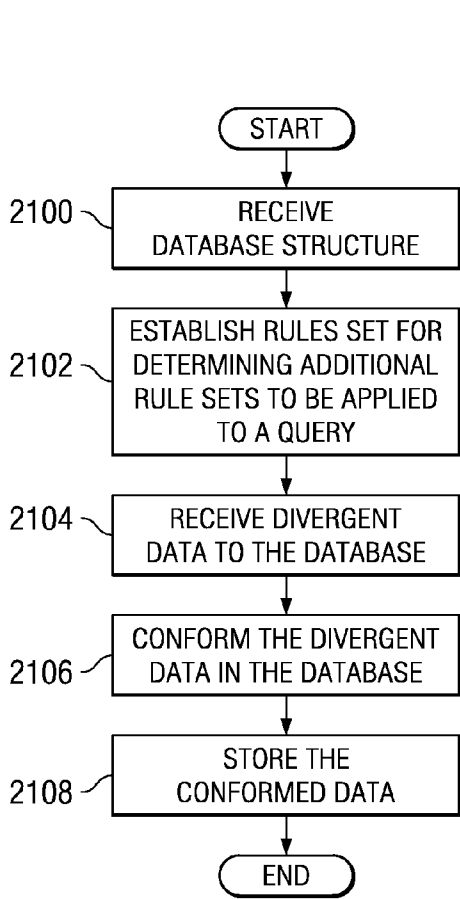 START
2100
RECEIVE
DATABASE STRUCTURE
2102
ESTABLISH RULES SET FOR
DETERMINING ADDITIONAL
RULE SETS TO BE APPLIED
TO A QUERY
2104
RECEIVE DIVERGENT
DATA TO THE DATABASE
2106
CONFORM THE DIVERGENT
DATA IN THE DATABASE
2108
STORE THE
CONFORMED DATA
END